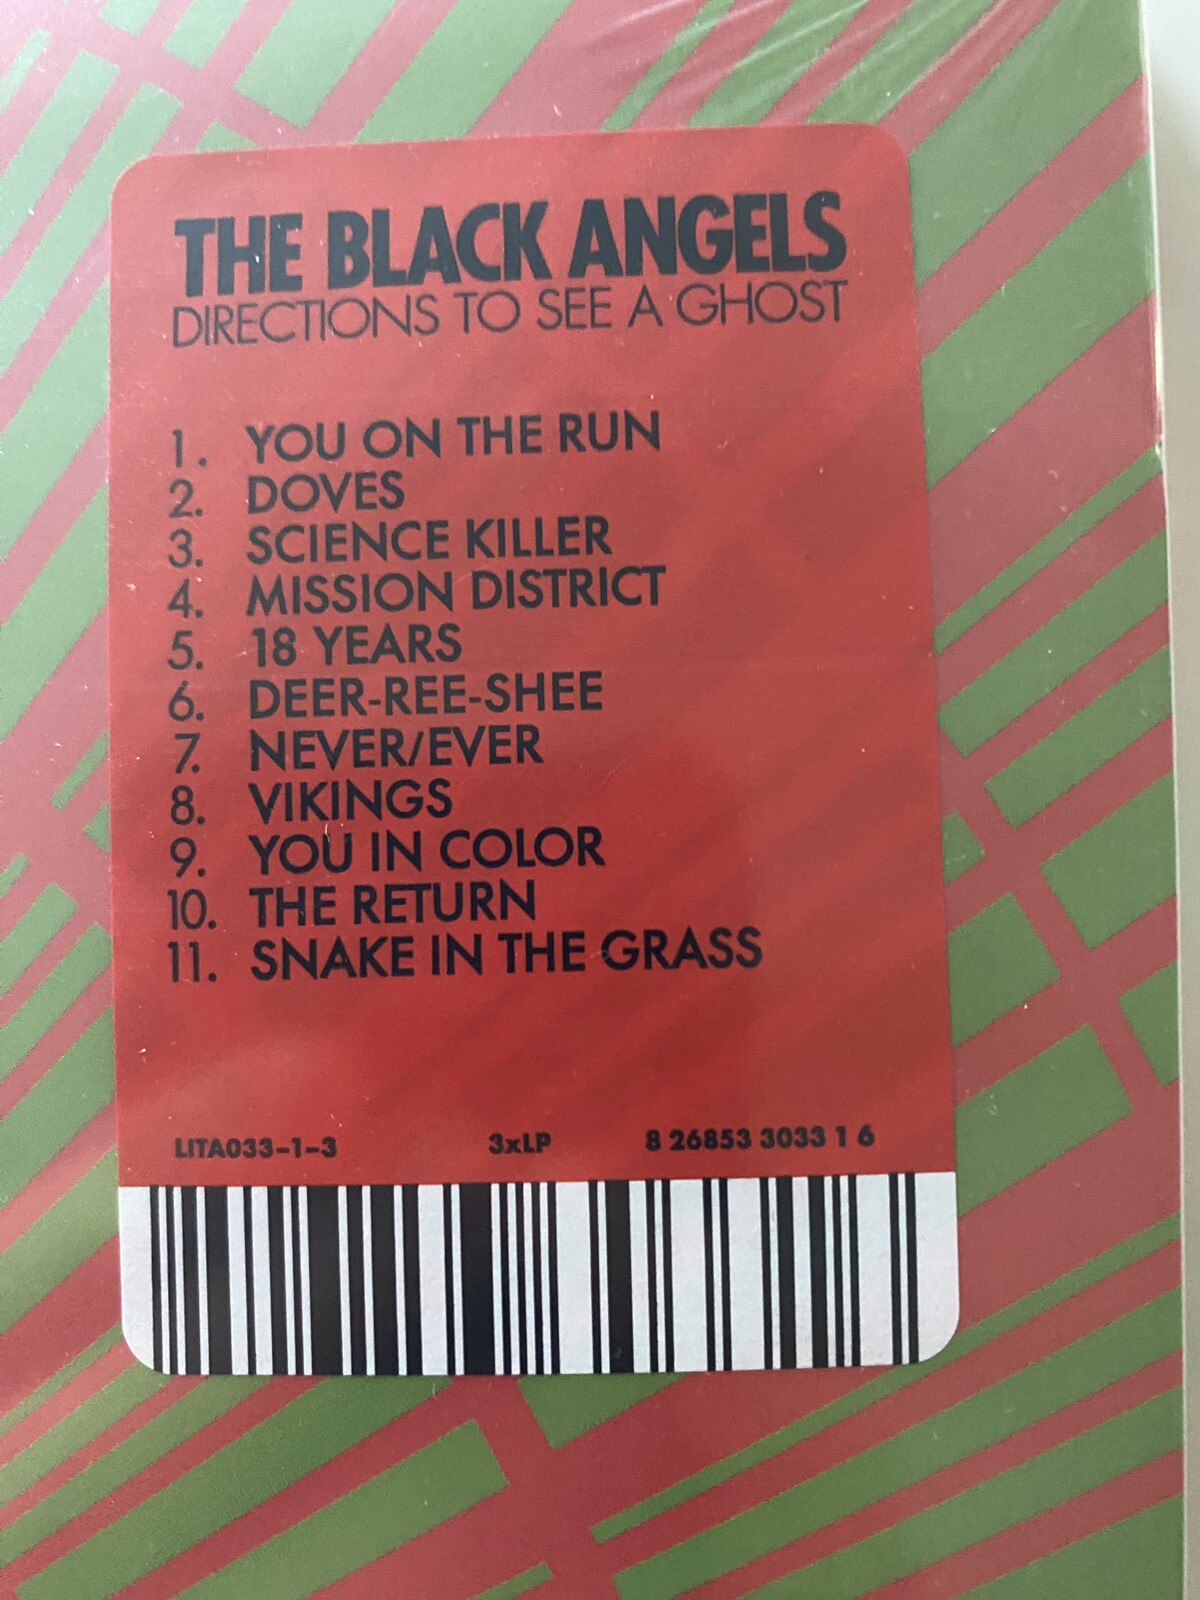 THE BLACK ANGELS
DIRECTIONS TO SEE A GHOST
1. YOU ON THE RUN
2. DOVES
3. SCIENCE KILLER
4. MISSION DISTRICT
5. 18 YEARS
6. DEER-REE-SHEE
7. NEVER/EVER
8. VIKINGS
9. YOU IN COLOR
10. THE RETURN
11. SNAKE IN THE GRASS
LITA033-1-3 3xLP 8 26853 3033 1 6